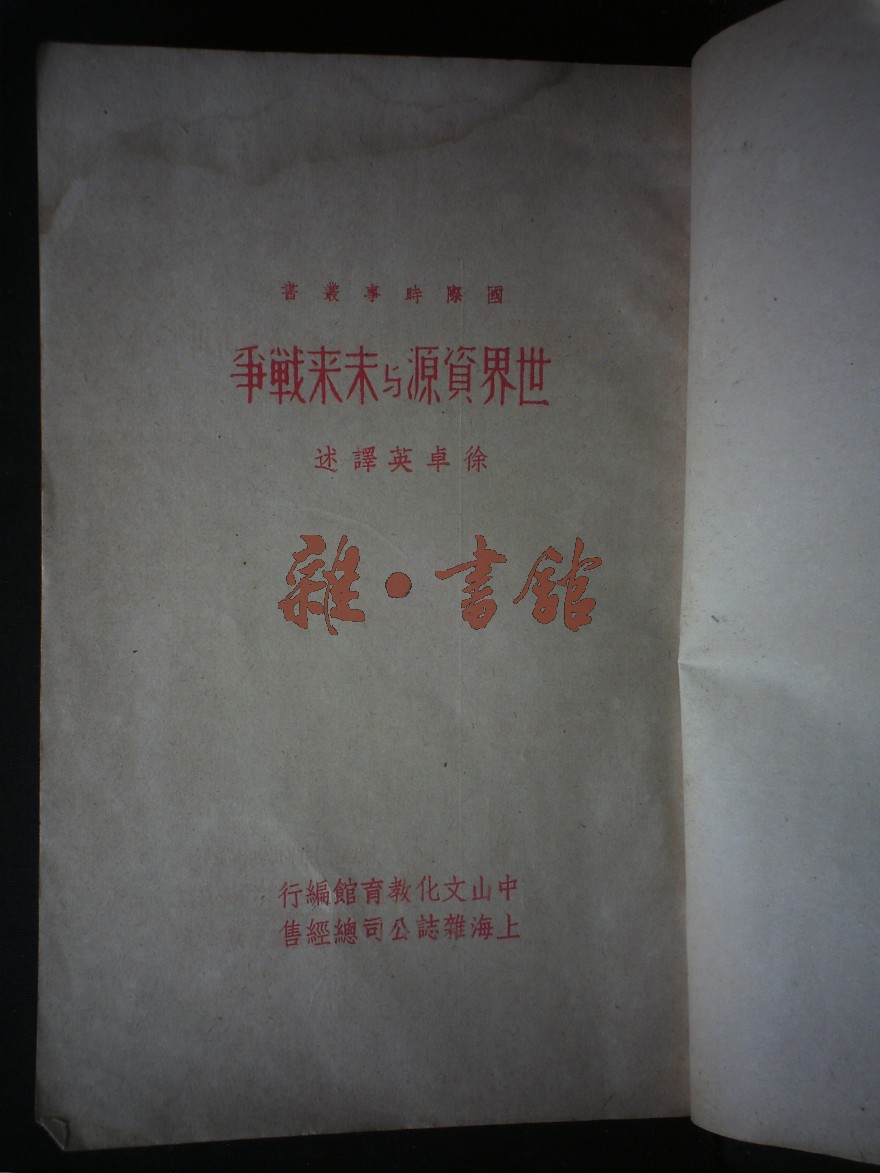 國際時事叢書
世界資源与未来戦爭
徐卓英譯述
雜·書館
中山文化教育館編行
上海雜誌公司總經售